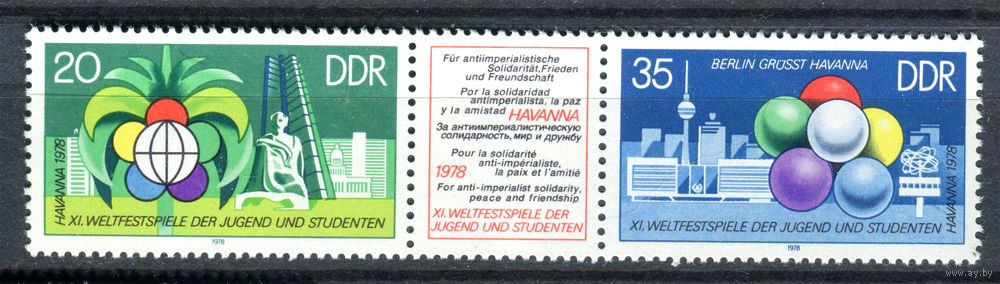 20
DDR
HAVANNA 1978
XI. WELTFESTSPIELE DER JUGEND UND STUDENTEN
1978
Für antiimperialistische
Solidarität, Frieden
und Freundschaft
Por la solidaridad
antimperialista, la paz
y la amistad HAVANNA
За антиимпериалистическую
солидарность, мир и дружбу
Pour la solidarité
anti-impérialiste,
1978 la paix et l'amitié
For anti-imperialist solidarity,
peace and friendship
XI. WELTFESTSPIELE DER
JUGEND UND STUDENTEN
35
BERLIN GRÜSST HAVANNA
DDR
HAVANNA 1978
XI. WELTFESTSPIELE DER JUGEND UND STUDENTEN
1978
www.ay.by